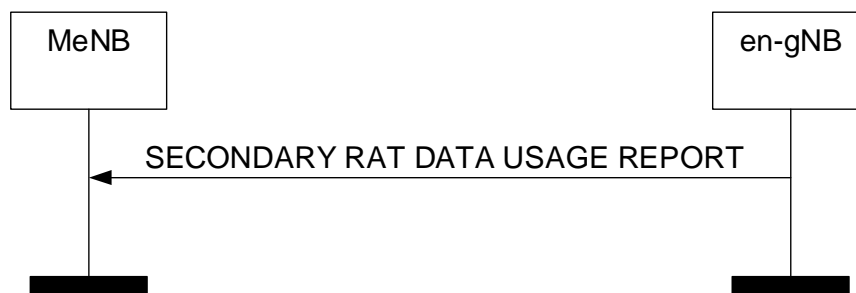 MeNB
en-gNB
SECONDARY RAT DATA USAGE REPORT